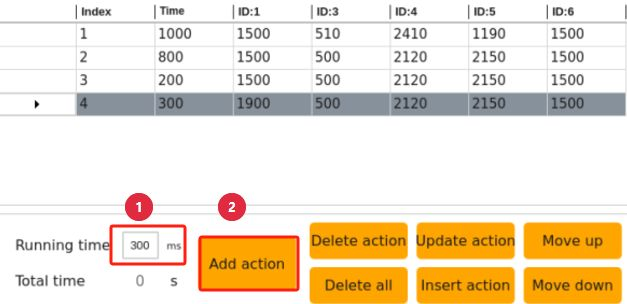 Index Time ID:1 ID:3 ID:4 ID:5 ID:6
1 1000 1500 510 2410 1190 1500
2 800 1500 500 2120 2150 1500
3 200 1500 500 2120 2150 1500
4 300 1900 500 2120 2150 1500
1 2
Running time 300 ms Add action Delete action Update action Move up
Total time 0 s Delete all Insert action Move down